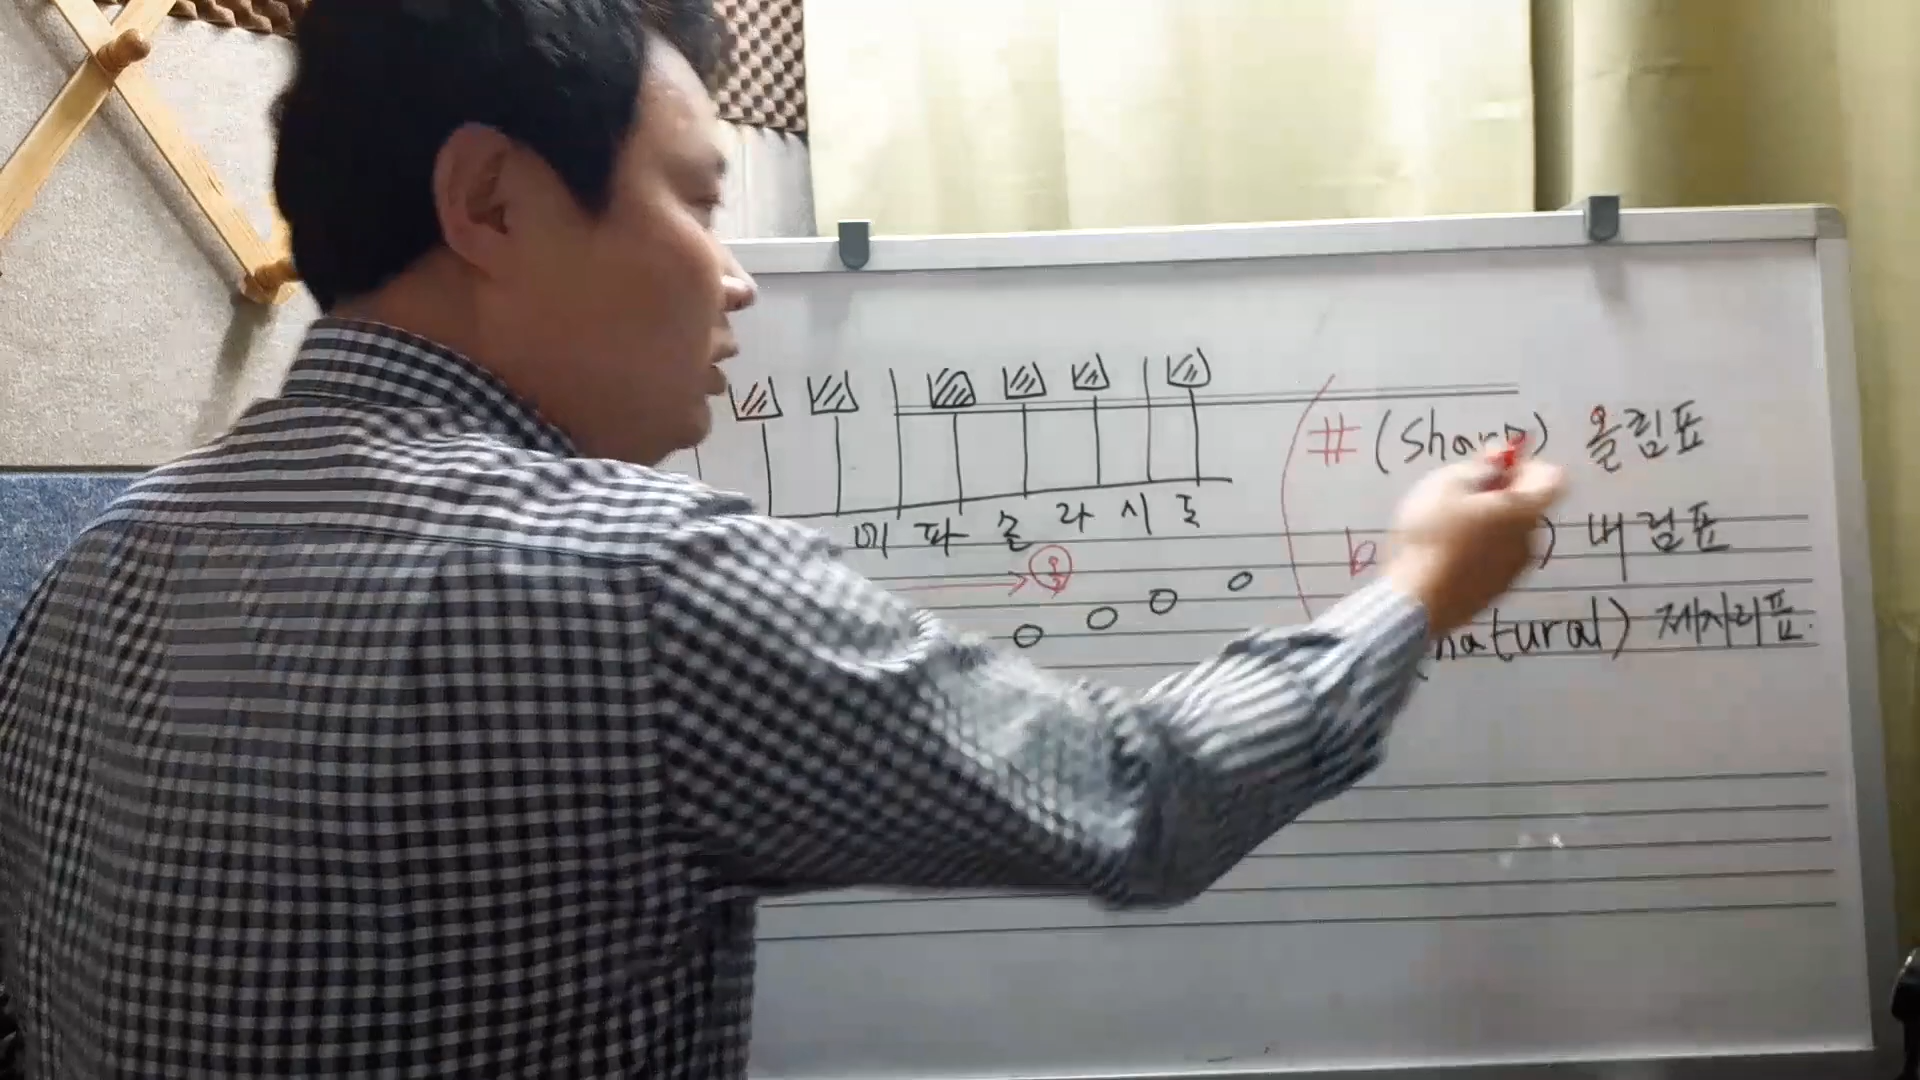 # (Sharp) 올림표
미 파 솔 라 시 도
b ) 내림표
natural) 제자리표.